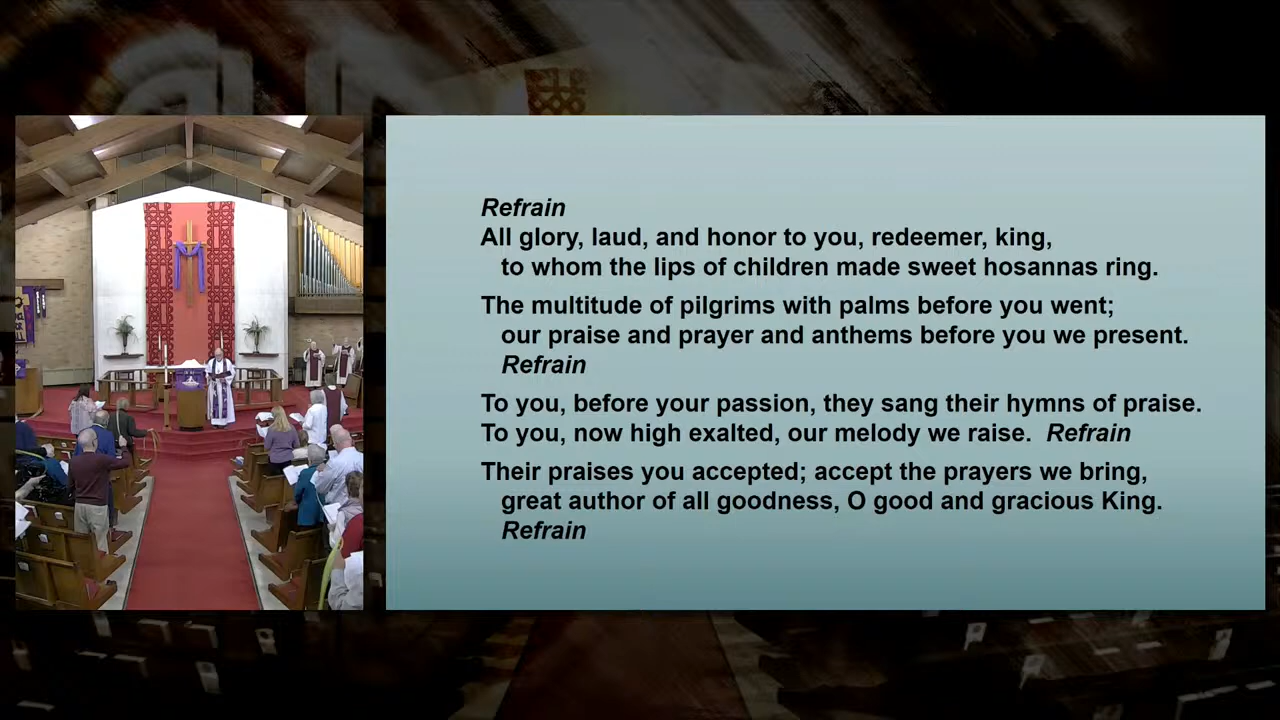 Refrain
All glory, laud, and honor to you, redeemer, king,
to whom the lips of children made sweet hosannas ring.
The multitude of pilgrims with palms before you went;
our praise and prayer and anthems before you we present.
Refrain
To you, before your passion, they sang their hymns of praise.
To you, now high exalted, our melody we raise. Refrain
Their praises you accepted; accept the prayers we bring,
great author of all goodness, O good and gracious King.
Refrain